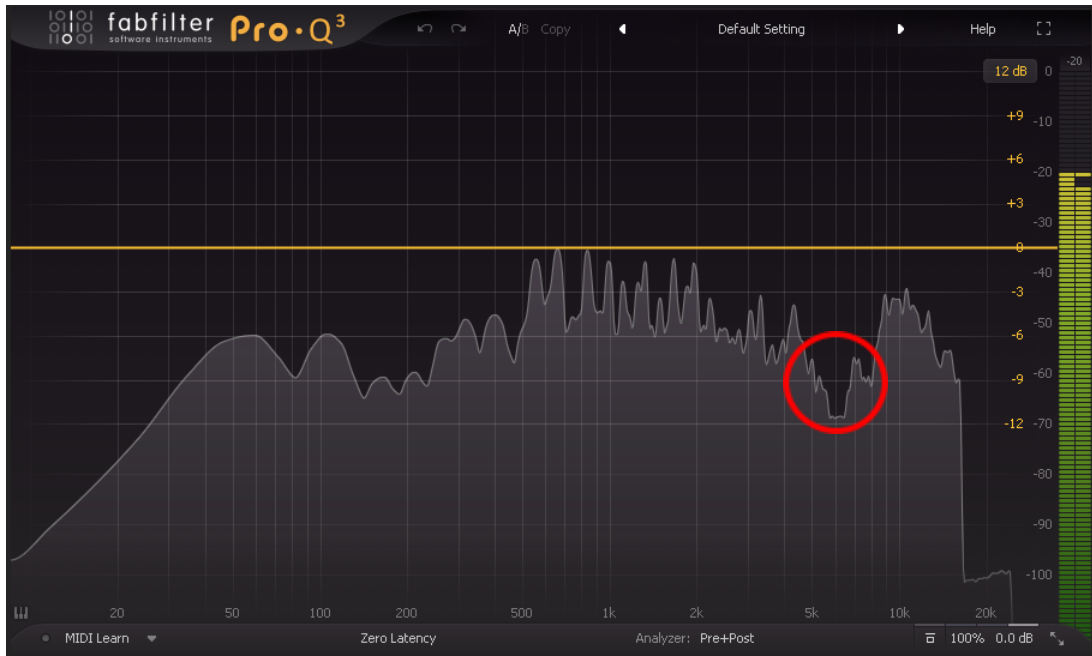 fabfilter
software instruments
Pro·Q³
A/B Copy
Default Setting
Help
12 dB
0
-20
+9
-10
+6
-20
+3
-30
0
-40
-3
-50
-6
-60
-9
-12
-70
-80
-90
-100
20
50
100
200
500
1k
2k
5k
10k
20k
MIDI Learn
Zero Latency
Analyzer: Pre+Post
100%
0.0 dB